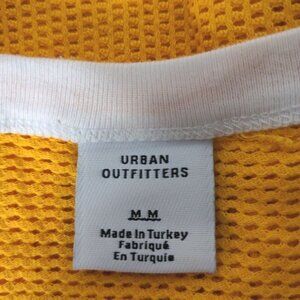 URBAN
OUTFITTERS
M M
Made In Turkey
Fabriqué
En Turquie